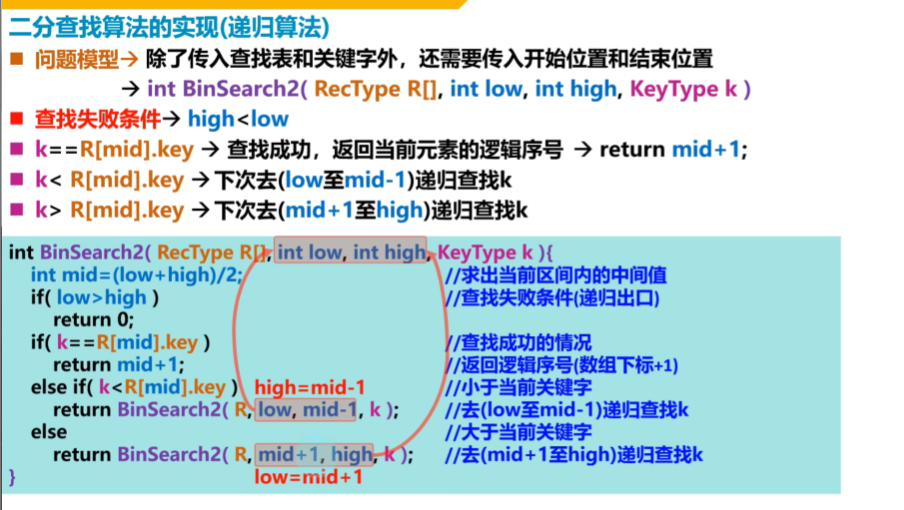 二分查找算法的实现(递归算法)
■ 问题模型→ 除了传入查找表和关键字外，还需要传入开始位置和结束位置
→ int BinSearch2( RecType R[], int low, int high, KeyType k )
■ 查找失败条件→ high<low
■ k==R[mid].key → 查找成功，返回当前元素的逻辑序号 → return mid+1;
■ k< R[mid].key →下次去(low至mid-1)递归查找k
■ k> R[mid].key →下次去(mid+1至high)递归查找k
int BinSearch2( RecType R[], int low, int high, KeyType k ){
int mid=(low+high)/2; //求出当前区间内的中间值
if( low>high ) //查找失败条件(递归出口)
return 0;
if( k==R[mid].key ) //查找成功的情况
return mid+1; //返回逻辑序号(数组下标+1)
else if( k<R[mid].key ) high=mid-1 //小于当前关键字
return BinSearch2( R, low, mid-1, k ); //去(low至mid-1)递归查找k
else //大于当前关键字
return BinSearch2( R, mid+1, high, k ); //去(mid+1至high)递归查找k
} low=mid+1